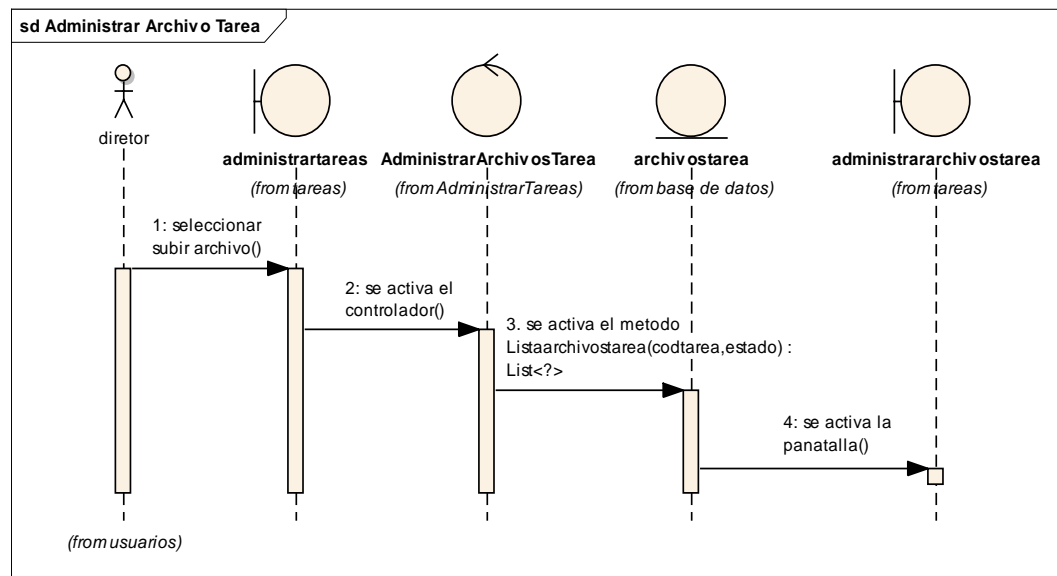 sd Administrar Archivo Tarea
diretor
administrartareas
(from tareas)
AdministrarArchivosTarea
(from AdministrarTareas)
archivostarea
(from base de datos)
administrararchivostarea
(from tareas)
1: seleccionar
subir archivo()
2: se activa el
controlador()
3. se activa el metodo
Listaarchivostarea(codtarea,estado) :
List<?>
4: se activa la
panatalla()
(from usuarios)